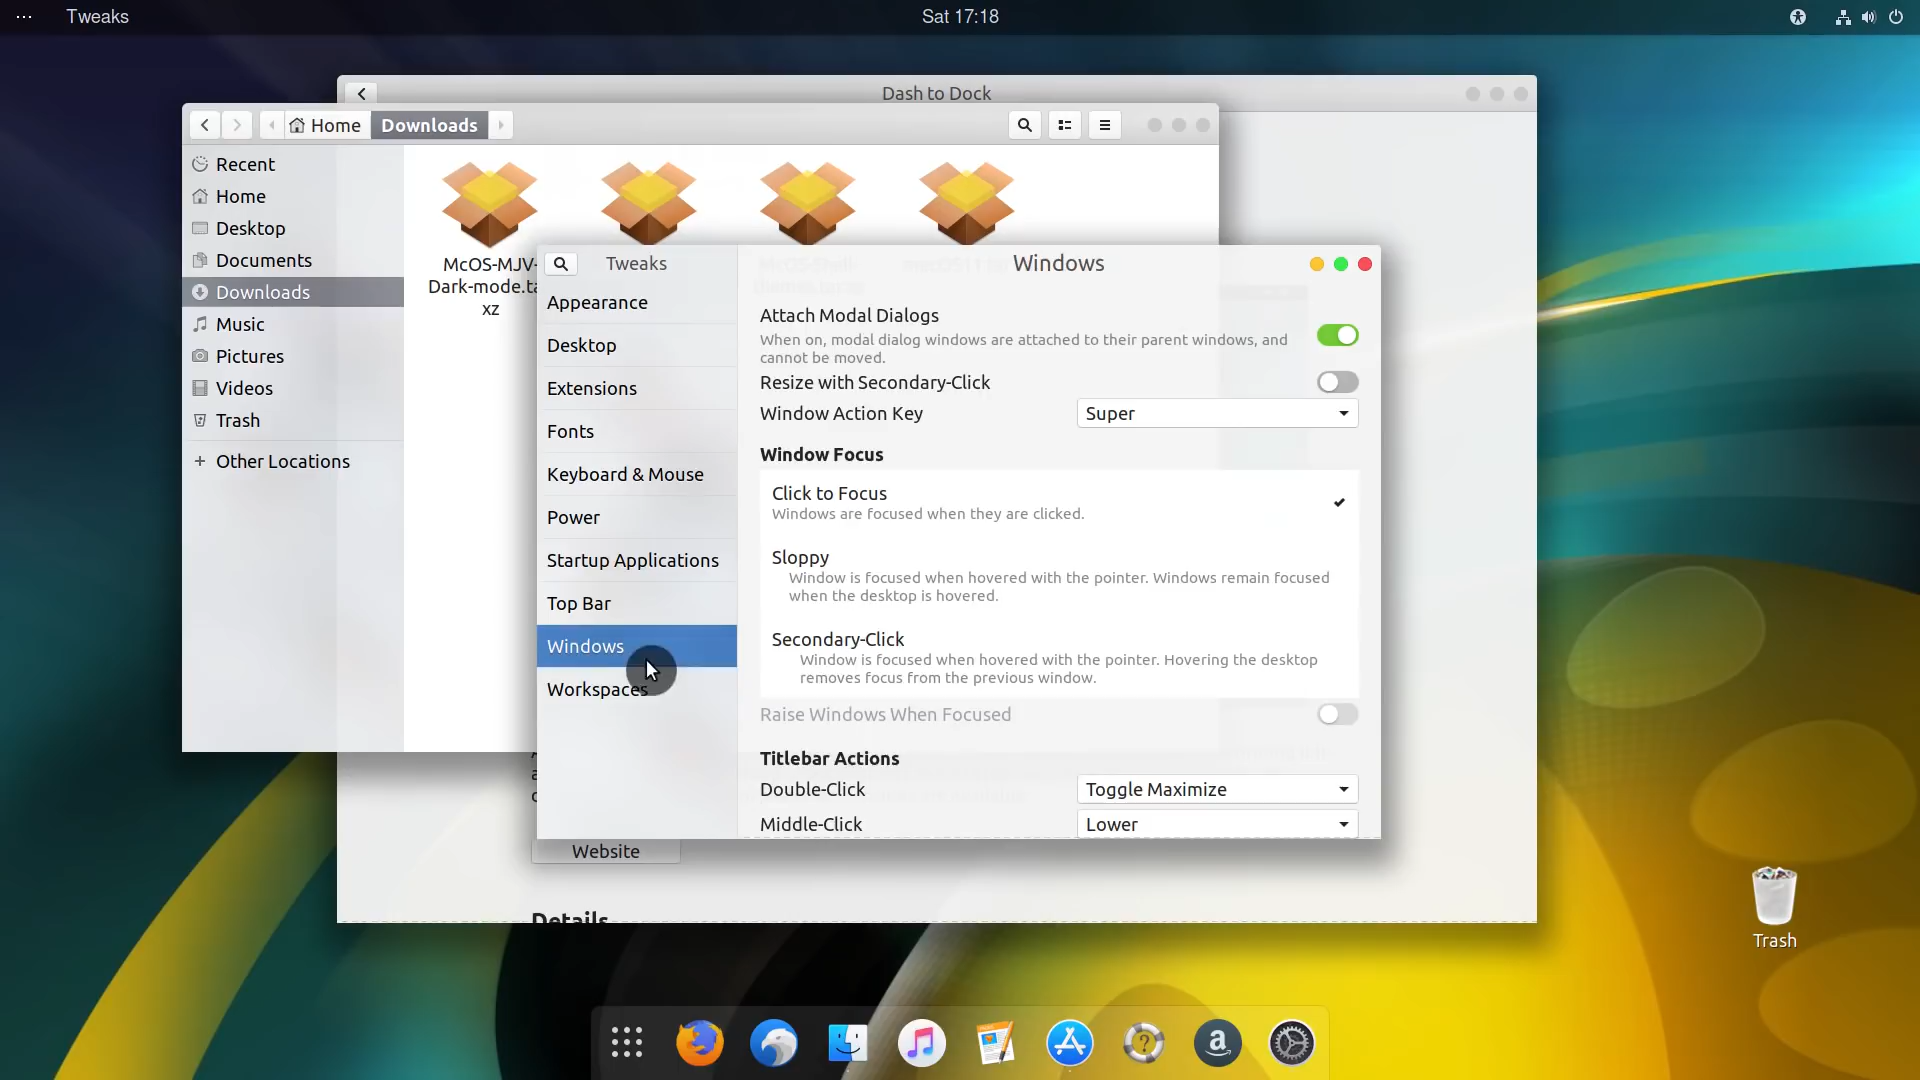 Tweaks
Sat 17:18
Dash to Dock
Home
Downloads
Recent
Home
Desktop
Documents
Downloads
Music
Pictures
Videos
Trash
Other Locations
McOS-MJV-
Dark-mode.ta
xz
Tweaks
Appearance
Desktop
Extensions
Fonts
Keyboard & Mouse
Power
Startup Applications
Top Bar
Windows
Workspaces
Windows
Attach Modal Dialogs
When on, modal dialog windows are attached to their parent windows, and
cannot be moved.
Resize with Secondary-Click
Window Action Key
Super
Window Focus
Click to Focus
Windows are focused when they are clicked.
Sloppy
Window is focused when hovered with the pointer. Windows remain focused
when the desktop is hovered.
Secondary-Click
Window is focused when hovered with the pointer. Hovering the desktop
removes focus from the previous window.
Raise Windows When Focused
Titlebar Actions
Double-Click
Toggle Maximize
Middle-Click
Lower
Website
Details
Trash